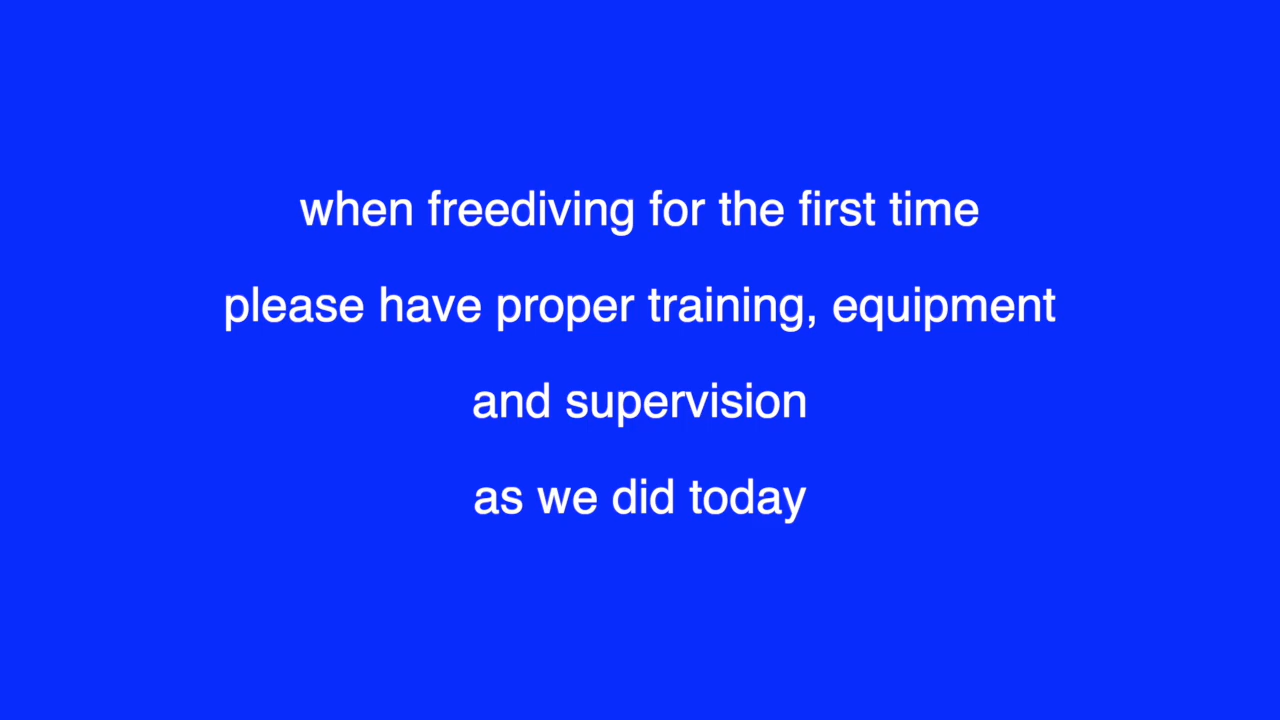 when freediving for the first time
please have proper training, equipment
and supervision
as we did today